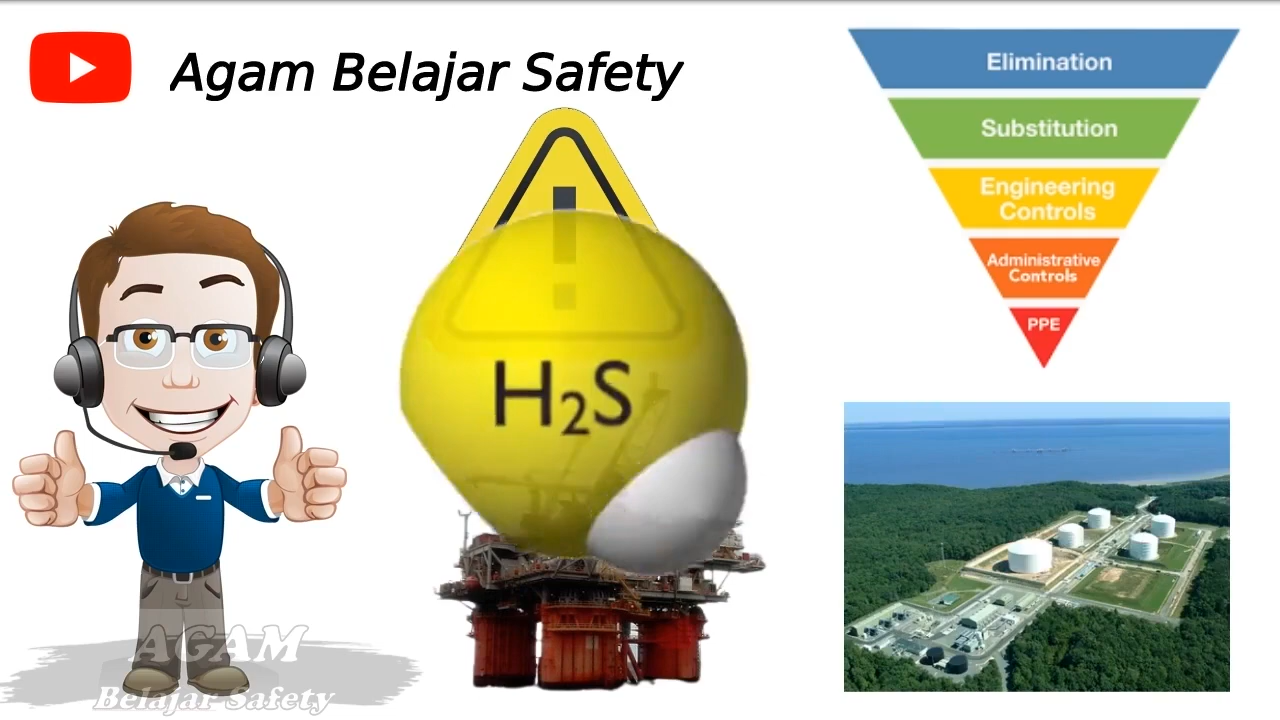 Agam Belajar Safety
Elimination
Substitution
Engineering
Controls
Administrative
Controls
PPE
H₂S
AGAM
Belajar Safety